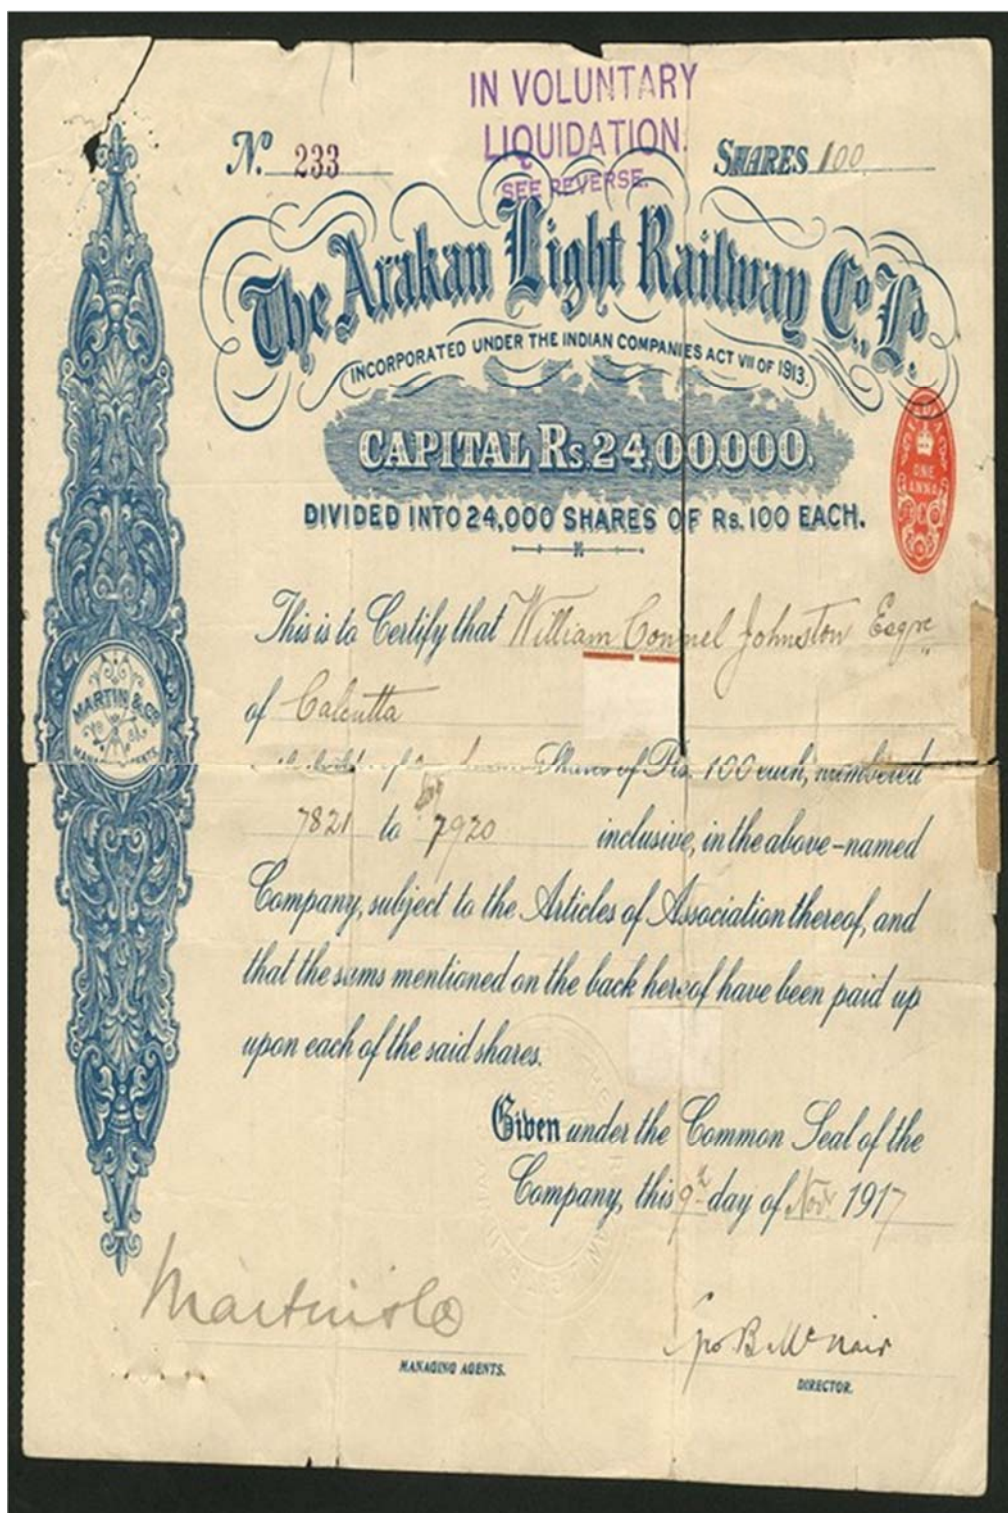 IN VOLUNTARY
LIQUIDATION.
SEE REVERSE.
No. 233
SHARES 100
The Arakan Light Railway Co., Ld.
INCORPORATED UNDER THE INDIAN COMPANIES ACT VII OF 1913.
CAPITAL Rs. 24,00,000.
DIVIDED INTO 24,000 SHARES OF Rs. 100 EACH.
ONE
ANNA
This is to Certify that William Connel Johnston Esqre
of Calcutta
Shares of Rs. 100 each, numbered
7821 to 7920 inclusive, in the above-named
Company, subject to the Articles of Association thereof, and
that the sums mentioned on the back hereof have been paid up
upon each of the said shares.
Given under the Common Seal of the
Company, this 9th day of Nov. 1917
MARTIN & Co.
Martin & Co
MANAGING AGENTS.
McNair
DIRECTOR.